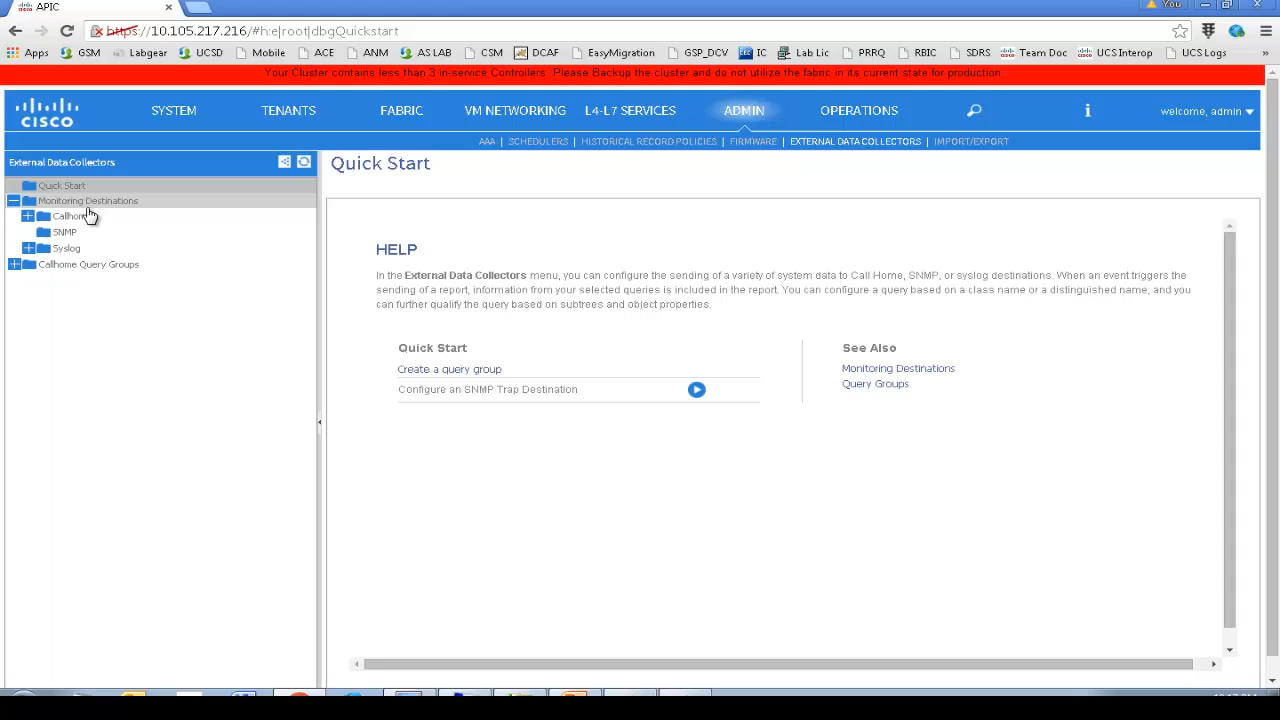 APIC
You
https://10.105.217.216/#h:e|root|dbgQuickstart
Apps GSM Labgear UCSD Mobile ACE ANM AS LAB CSM DCAF EasyMigration GSP_DCV IC Lab Lic PRRQ RBIC SDRS Team Doc UCS Interop UCS Logs »
Your Cluster contains less than 3 in-service Controllers. Please Backup the cluster and do not utilize the fabric in its current state for production
CISCO SYSTEM TENANTS FABRIC VM NETWORKING L4-L7 SERVICES ADMIN OPERATIONS i welcome, admin
AAA | SCHEDULERS | HISTORICAL RECORD POLICIES | FIRMWARE | EXTERNAL DATA COLLECTORS | IMPORT/EXPORT
External Data Collectors
Quick Start
Monitoring Destinations
Callhome
SNMP
Syslog
Callhome Query Groups
Quick Start
HELP
In the External Data Collectors menu, you can configure the sending of a variety of system data to Call Home, SNMP, or syslog destinations. When an event triggers the
sending of a report, information from your selected queries is included in the report. You can configure a query based on a class name or a distinguished name, and you
can further qualify the query based on subtrees and object properties.
Quick Start
Create a query group
Configure an SNMP Trap Destination
See Also
Monitoring Destinations
Query Groups